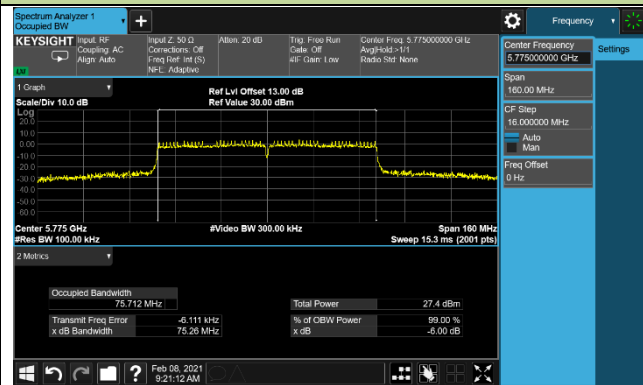 Spectrum Analyzer 1
Occupied BW
Frequency
KEYSIGHT
Input: RF
Coupling: AC
Align: Auto
Input Z: 50 Ω
Corrections: Off
Freq Ref: Int (S)
NFE: Adaptive
Atten: 20 dB
Trig: Free Run
Gate: Off
#IF Gain: Low
Center Freq: 5.775000000 GHz
Avg|Hold:>1/1
Radio Std: None
Center Frequency
5.775000000 GHz
Settings
Span
160.00 MHz
CF Step
16.000000 MHz
Auto
Man
Freq Offset
0 Hz
1 Graph
Scale/Div 10.0 dB
Ref Lvl Offset 13.00 dB
Ref Value 30.00 dBm
Log
20.0
10.0
0.00
-10.0
-20.0
-30.0
-40.0
-50.0
-60.0
Center 5.775 GHz
#Res BW 100.00 kHz
#Video BW 300.00 kHz
Span 160 MHz
Sweep 15.3 ms (2001 pts)
2 Metrics
Occupied Bandwidth
75.712 MHz
Total Power
27.4 dBm
Transmit Freq Error
-6.111 kHz
% of OBW Power
99.00 %
x dB Bandwidth
75.26 MHz
x dB
-6.00 dB
?
Feb 08, 2021
9:21:12 AM